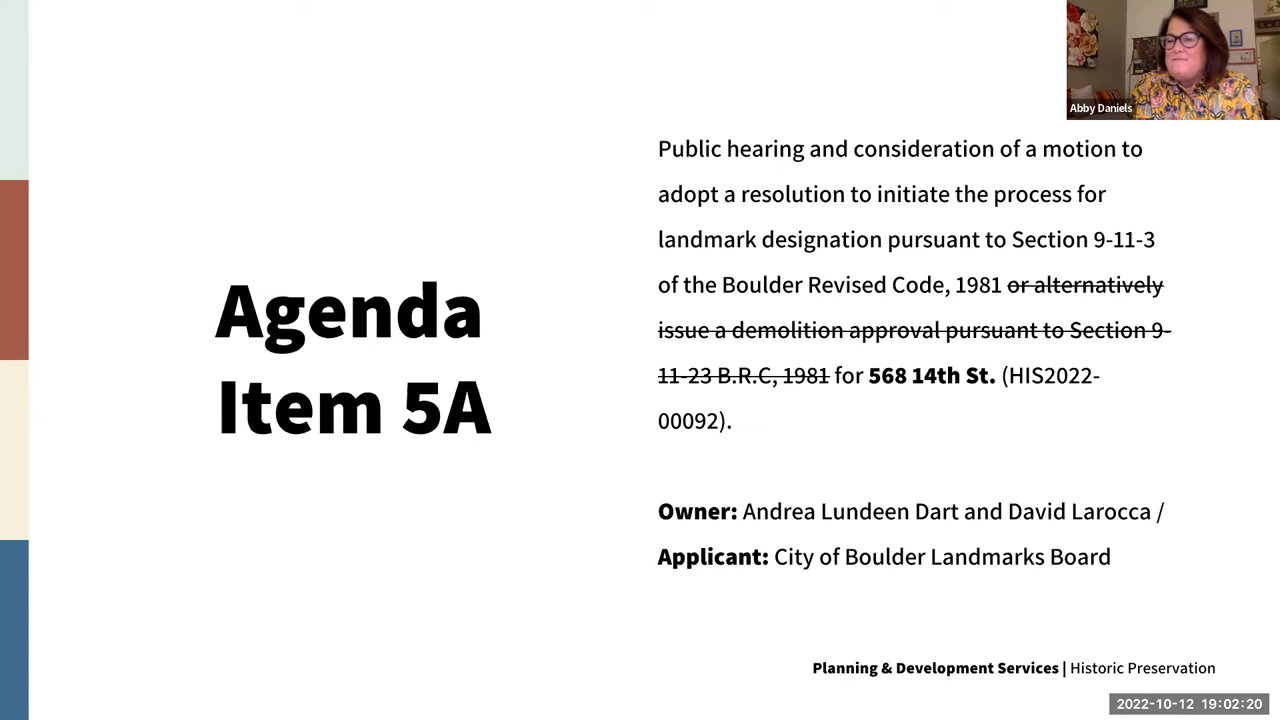 Abby Daniels
Agenda
Item 5A
Public hearing and consideration of a motion to
adopt a resolution to initiate the process for
landmark designation pursuant to Section 9-11-3
of the Boulder Revised Code, 1981 or alternatively
issue a demolition approval pursuant to Section 9-
11-23 B.R.C, 1981 for 568 14th St. (HIS2022-
00092).
Owner: Andrea Lundeen Dart and David Larocca /
Applicant: City of Boulder Landmarks Board
Planning & Development Services | Historic Preservation
2022-10-12 19:02:20